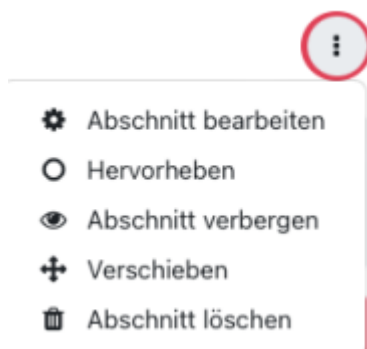 Abschnitt bearbeiten
Hervorheben
Abschnitt verbergen
Verschieben
Abschnitt löschen